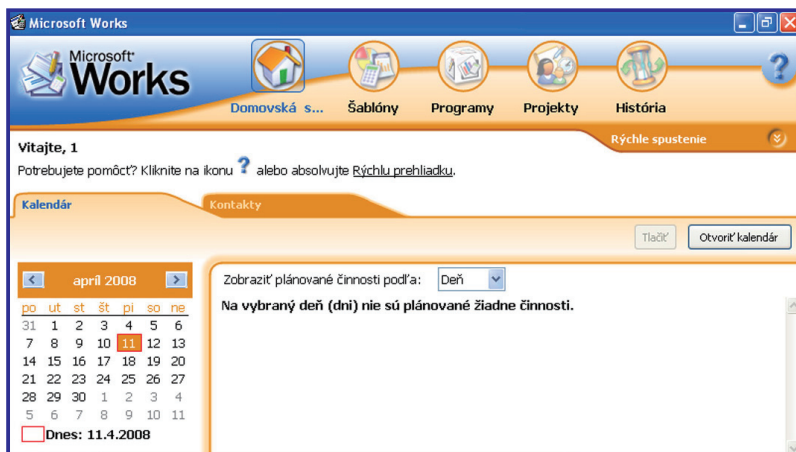 Microsoft Works
Microsoft®
Works
Domovská s... Šablóny Programy Projekty História
Rýchle spustenie
Vitajte, 1
Potrebujete pomôcť? Kliknite na ikonu ? alebo absolvujte Rýchlu prehliadku.
Kalendár Kontakty
Tlačiť Otvoriť kalendár
apríl 2008
Zobraziť plánované činnosti podľa: Deň
Na vybraný deň (dni) nie sú plánované žiadne činnosti.
po ut st št pi so ne
31 1 2 3 4 5 6
7 8 9 10 11 12 13
14 15 16 17 18 19 20
21 22 23 24 25 26 27
28 29 30 1 2 3 4
5 6 7 8 9 10 11
Dnes: 11.4.2008